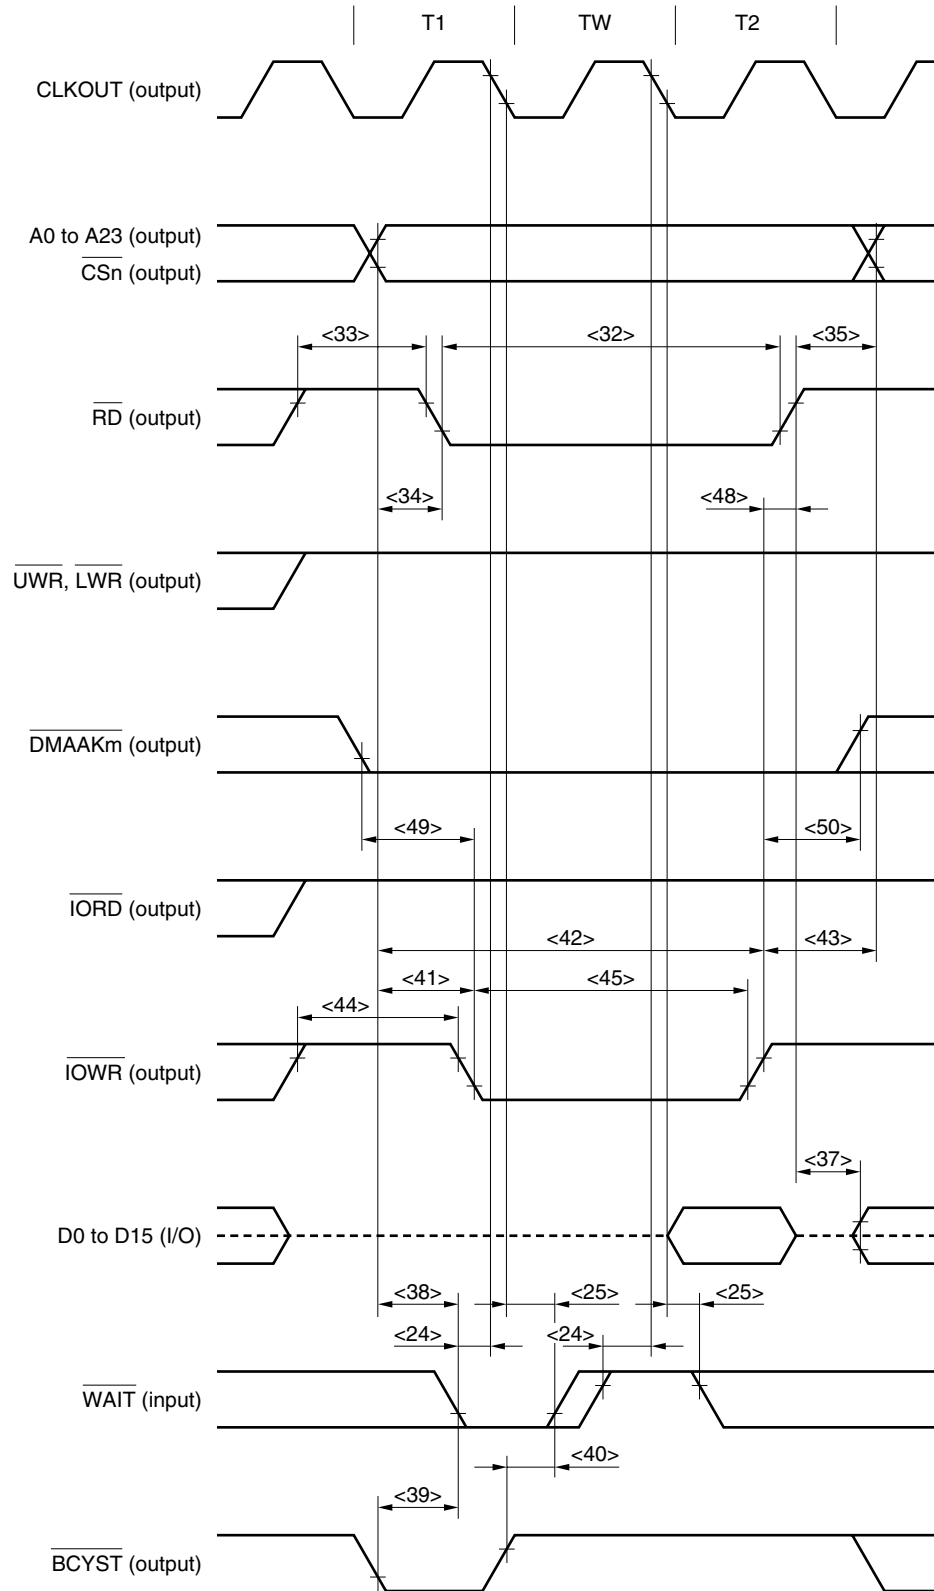 T1 TW T2
CLKOUT (output)
A0 to A23 (output)
CSn (output)
<33> <32> <35>
RD (output)
<34> <48>
UWR, LWR (output)
DMAAKm (output)
<49> <50>
IORD (output)
<42> <43>
<41> <45>
<44>
IOWR (output)
<37>
D0 to D15 (I/O)
<38> <25> <25>
<24> <24>
WAIT (input)
<40>
<39>
BCYST (output)